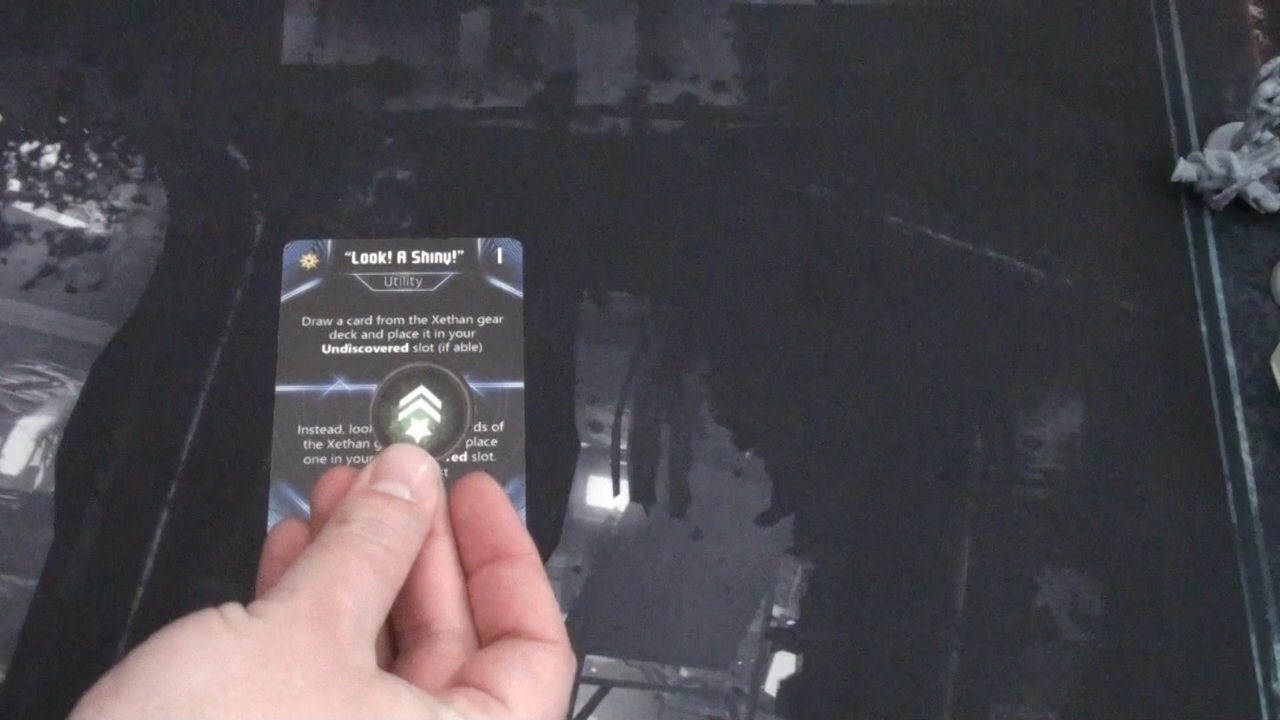 "Look! A Shiny!" 1
Utility
Draw a card from the Xethan gear
deck and place it in your
Undiscovered slot (if able)
Instead, ds of
the Xethan place
one in your slot.